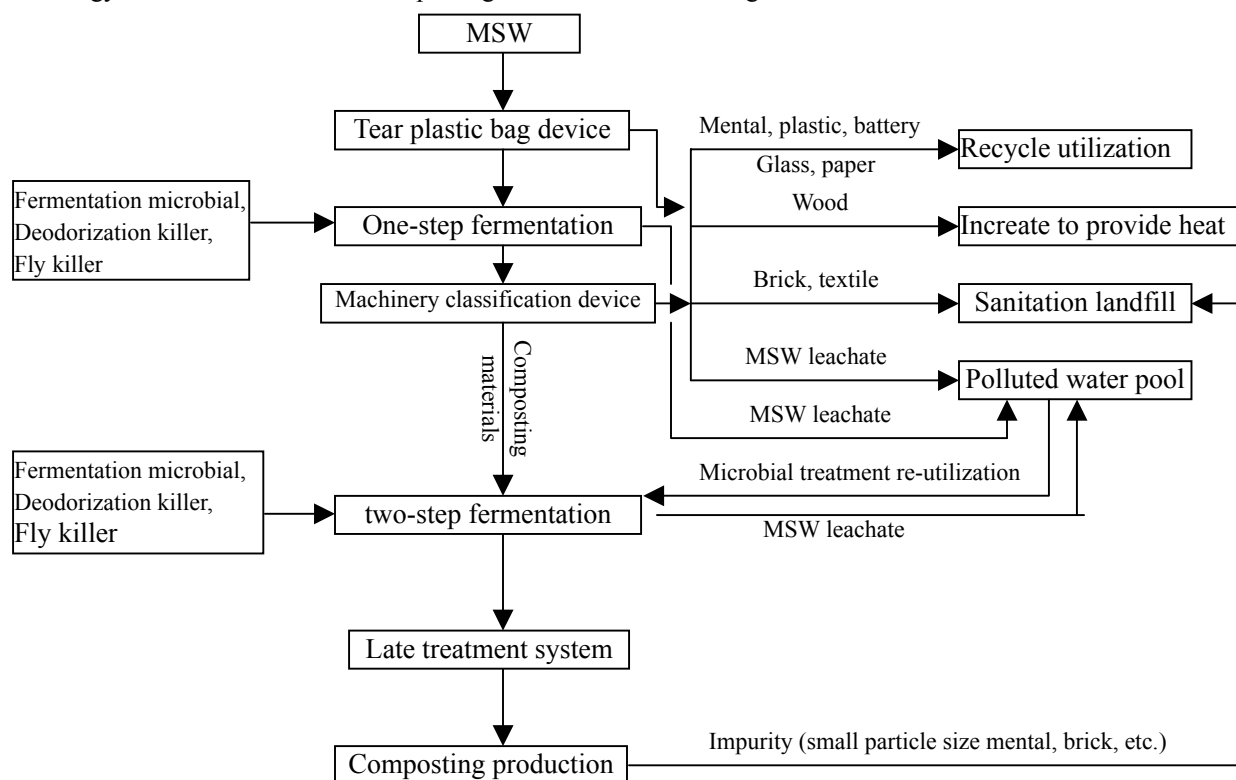 MSW
Tear plastic bag device
Mental, plastic, battery
Glass, paper
Recycle utilization
Fermentation microbial,
Deodorization killer,
Fly killer
One-step fermentation
Wood
Increate to provide heat
Machinery classification device
Brick, textile
Sanitation landfill
Composting
materials
MSW leachate
Polluted water pool
MSW leachate
Fermentation microbial,
Deodorization killer,
Fly killer
Microbial treatment re-utilization
two-step fermentation
MSW leachate
Late treatment system
Composting production
Impurity (small particle size mental, brick, etc.)